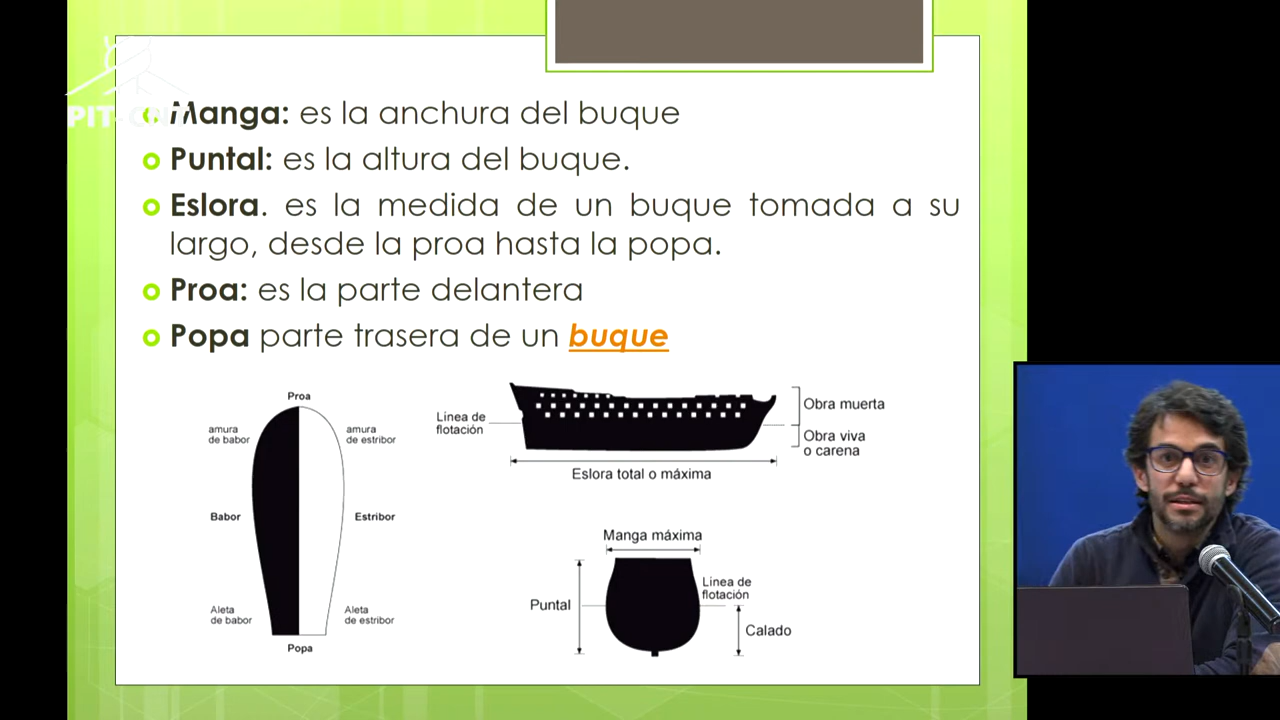 Manga: es la anchura del buque
Puntal: es la altura del buque.
Eslora. es la medida de un buque tomada a su
largo, desde la proa hasta la popa.
Proa: es la parte delantera
Popa parte trasera de un buque
Proa
amura
de babor
amura
de estribor
Babor
Estribor
Aleta
de babor
Aleta
de estribor
Popa
Linea de
flotación
Obra muerta
Obra viva
o carena
Eslora total o máxima
Manga máxima
Puntal
Linea de
flotación
Calado
PIT-CNT